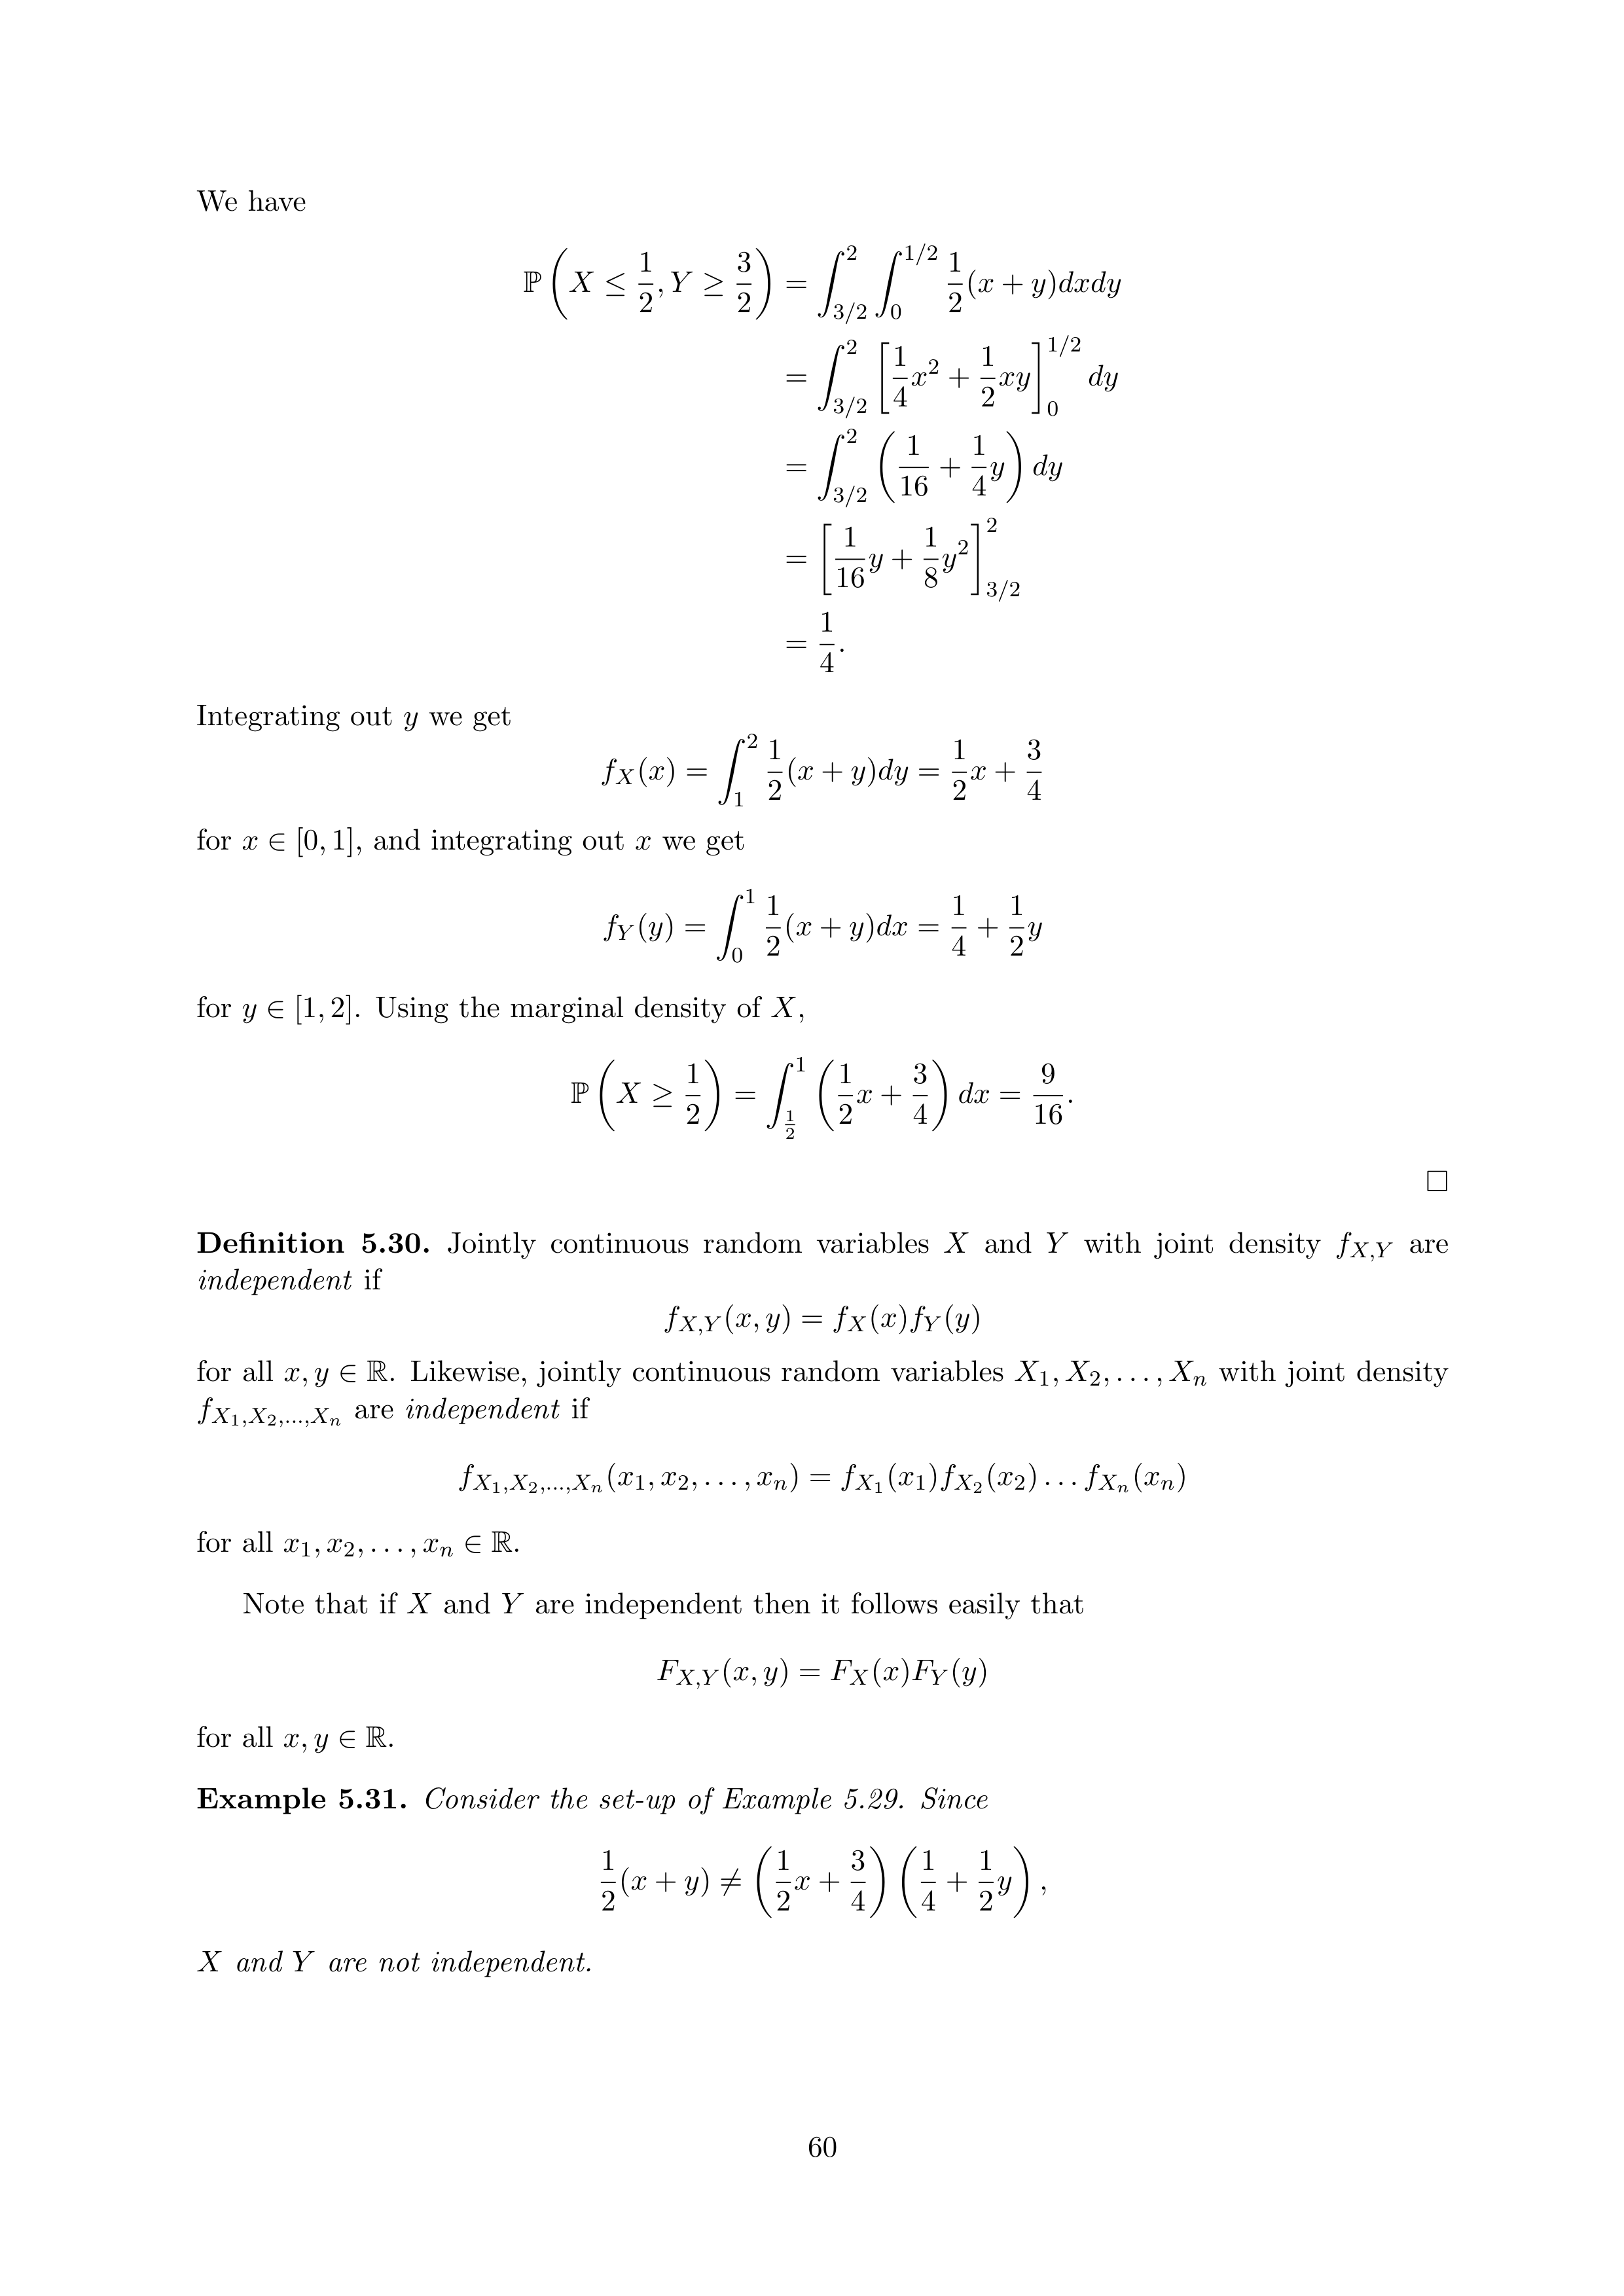 We have
$$\mathbb{P}\left(X \le \frac{1}{2}, Y \ge \frac{3}{2}\right) = \int_{3/2}^{2} \int_{0}^{1/2} \frac{1}{2}(x+y)dxdy$$
$$= \int_{3/2}^{2} \left[\frac{1}{4}x^2 + \frac{1}{2}xy\right]_{0}^{1/2} dy$$
$$= \int_{3/2}^{2} \left(\frac{1}{16} + \frac{1}{4}y\right) dy$$
$$= \left[\frac{1}{16}y + \frac{1}{8}y^2\right]_{3/2}^{2}$$
$$= \frac{1}{4}.$$
Integrating out $y$ we get
$$f_X(x) = \int_{1}^{2} \frac{1}{2}(x+y)dy = \frac{1}{2}x + \frac{3}{4}$$
for $x \in [0, 1]$, and integrating out $x$ we get
$$f_Y(y) = \int_{0}^{1} \frac{1}{2}(x+y)dx = \frac{1}{4} + \frac{1}{2}y$$
for $y \in [1, 2]$. Using the marginal density of $X$,
$$\mathbb{P}\left(X \ge \frac{1}{2}\right) = \int_{\frac{1}{2}}^{1} \left(\frac{1}{2}x + \frac{3}{4}\right) dx = \frac{9}{16}.$$
□
Definition 5.30. Jointly continuous random variables $X$ and $Y$ with joint density $f_{X,Y}$ are
independent if
$$f_{X,Y}(x, y) = f_X(x)f_Y(y)$$
for all $x, y \in \mathbb{R}$. Likewise, jointly continuous random variables $X_1, X_2, \ldots, X_n$ with joint density
$f_{X_1,X_2,\ldots,X_n}$ are independent if
$$f_{X_1,X_2,\ldots,X_n}(x_1, x_2, \ldots, x_n) = f_{X_1}(x_1)f_{X_2}(x_2) \ldots f_{X_n}(x_n)$$
for all $x_1, x_2, \ldots, x_n \in \mathbb{R}$.
Note that if $X$ and $Y$ are independent then it follows easily that
$$F_{X,Y}(x, y) = F_X(x)F_Y(y)$$
for all $x, y \in \mathbb{R}$.
Example 5.31. Consider the set-up of Example 5.29. Since
$$\frac{1}{2}(x+y) \ne \left(\frac{1}{2}x + \frac{3}{4}\right)\left(\frac{1}{4} + \frac{1}{2}y\right),$$
$X$ and $Y$ are not independent.
60